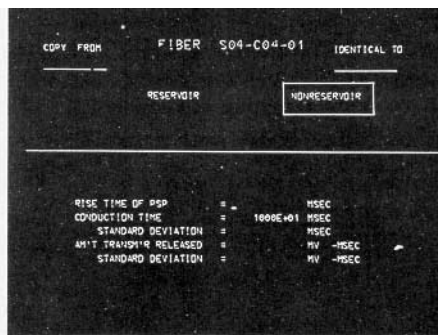 COPY FROM FIBER S04-C04-01 IDENTICAL TO
RESERVOIR NONRESERVOIR
RISE TIME OF PSP = MSEC
CONDUCTION TIME = 1000E+01 MSEC
STANDARD DEVIATION = MSEC
AM'T TRANSM'R RELEASED = MV -MSEC
STANDARD DEVIATION = MV -MSEC